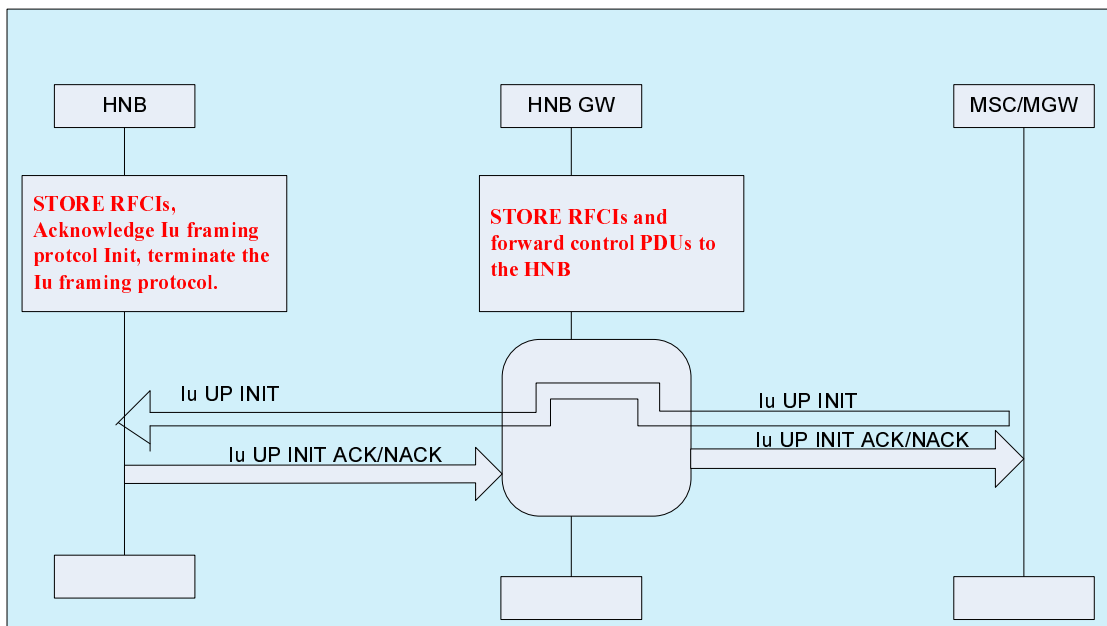 HNB
HNB GW
MSC/MGW
STORE RFCIs,
Acknowledge Iu framing
protcol Init, terminate the
Iu framing protocol.
STORE RFCIs and
forward control PDUs to
the HNB
Iu UP INIT
Iu UP INIT
Iu UP INIT ACK/NACK
Iu UP INIT ACK/NACK